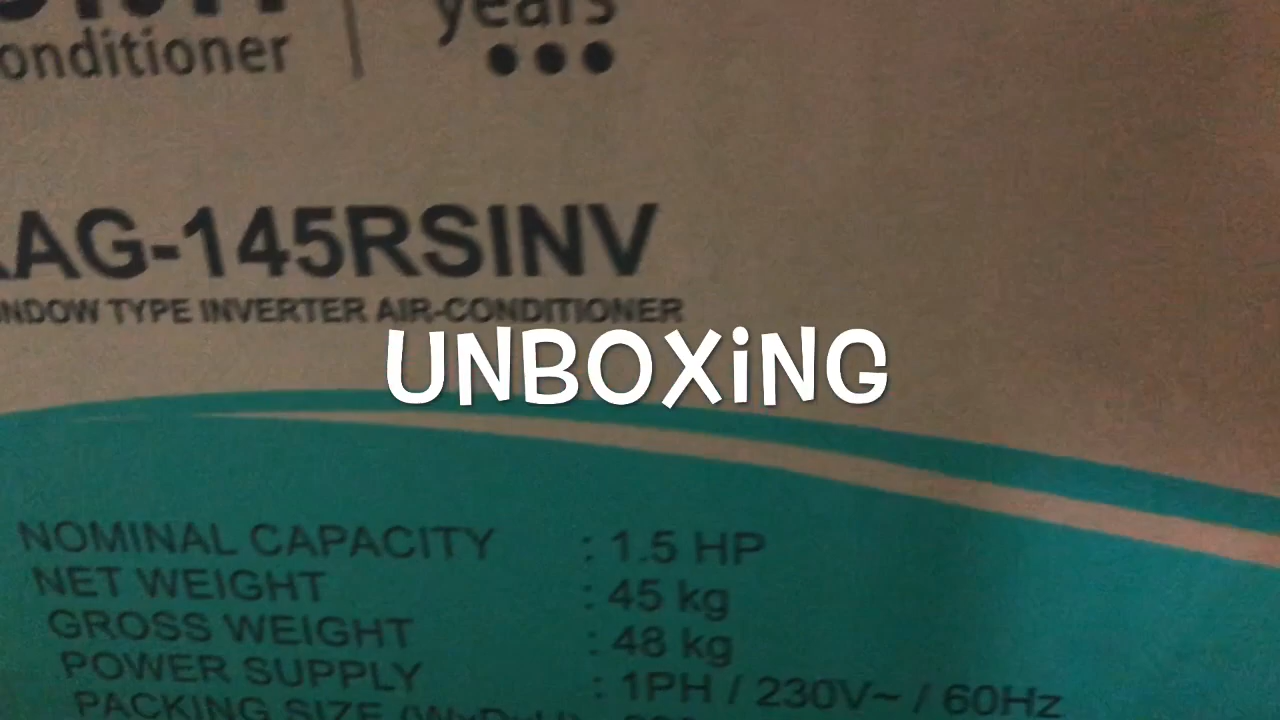 onditioner
years
AG-145RSINV
NDOW TYPE INVERTER AIR-CONDITIONER
UNBOXiNG
NOMINAL CAPACITY : 1.5 HP
NET WEIGHT : 45 kg
GROSS WEIGHT : 48 kg
POWER SUPPLY : 1PH / 230V~ / 60Hz
PACKING SIZE